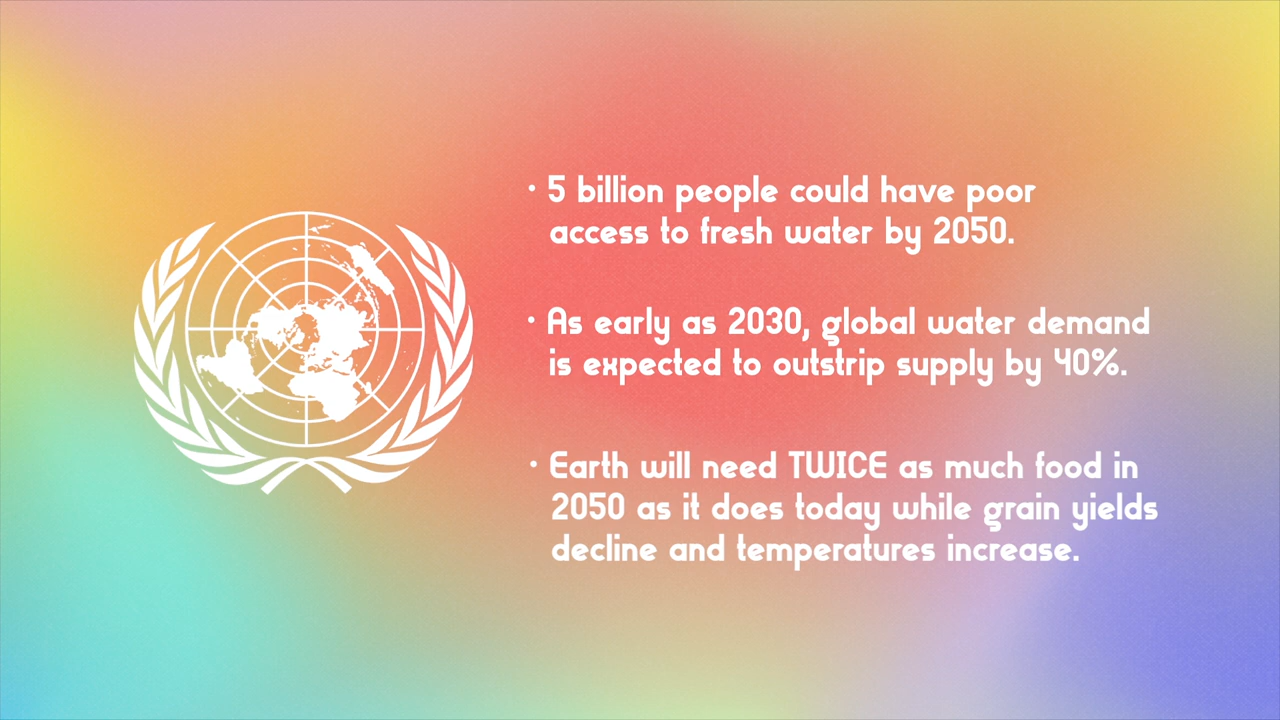 • 5 billion people could have poor
access to fresh water by 2050.
• As early as 2030, global water demand
is expected to outstrip supply by 40%.
• Earth will need TWICE as much food in
2050 as it does today while grain yields
decline and temperatures increase.